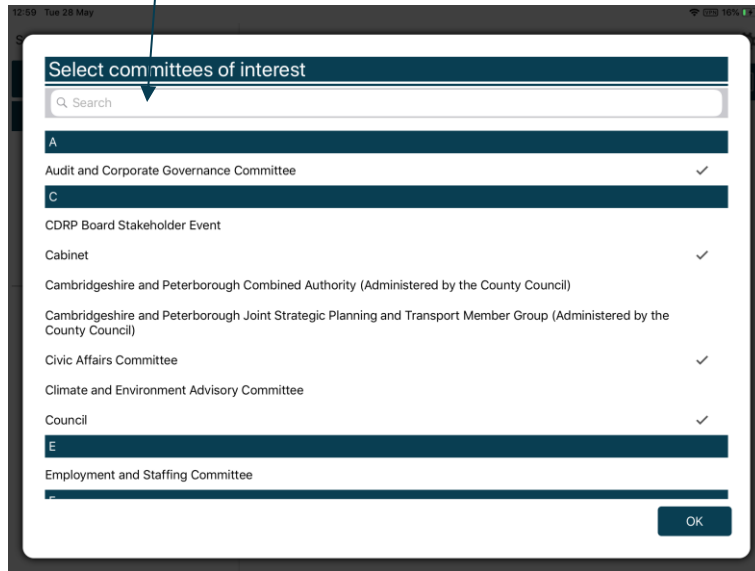 12:59 Tue 28 May
16%
Select committees of interest
Search
A
Audit and Corporate Governance Committee
C
CDRP Board Stakeholder Event
Cabinet
Cambridgeshire and Peterborough Combined Authority (Administered by the County Council)
Cambridgeshire and Peterborough Joint Strategic Planning and Transport Member Group (Administered by the
County Council)
Civic Affairs Committee
Climate and Environment Advisory Committee
Council
E
Employment and Staffing Committee
OK